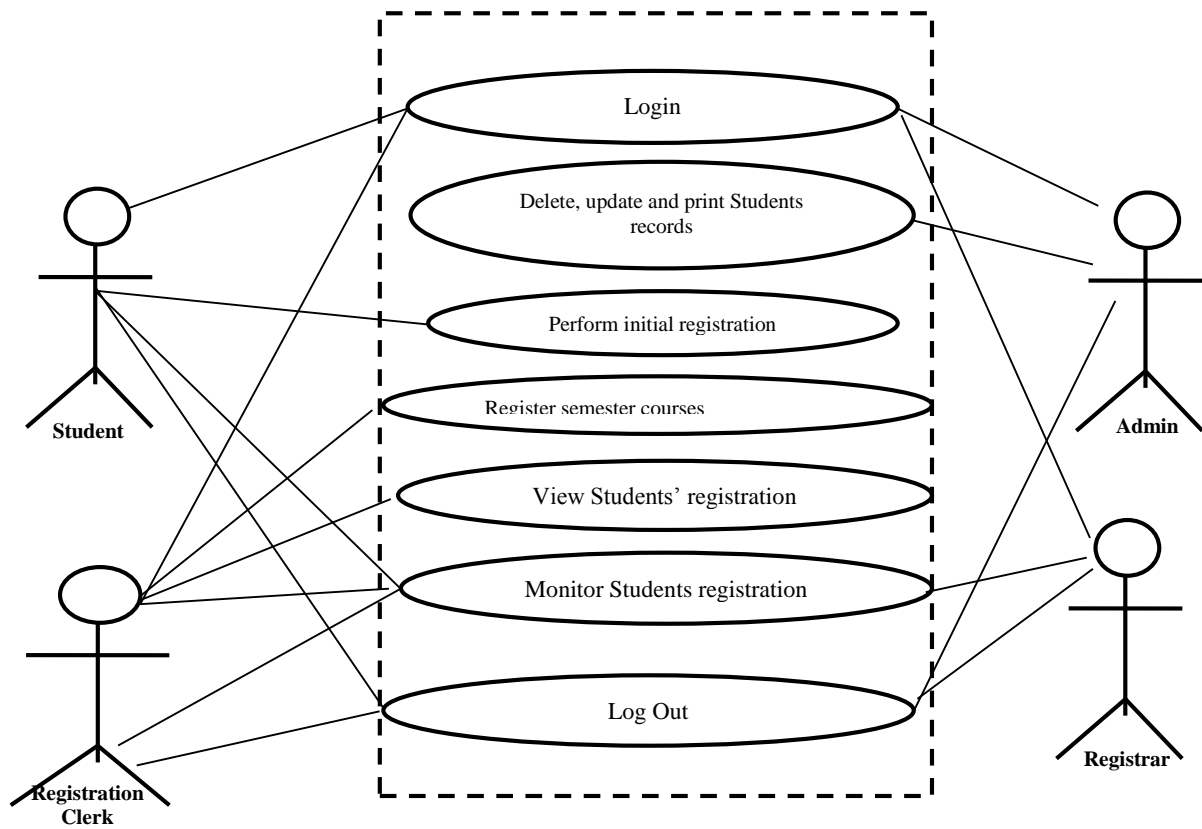 Login
Delete, update and print Students
records
Perform initial registration
Register semester courses
Student
Admin
View Students’ registration
Monitor Students registration
Log Out
Registrar
Registration
Clerk